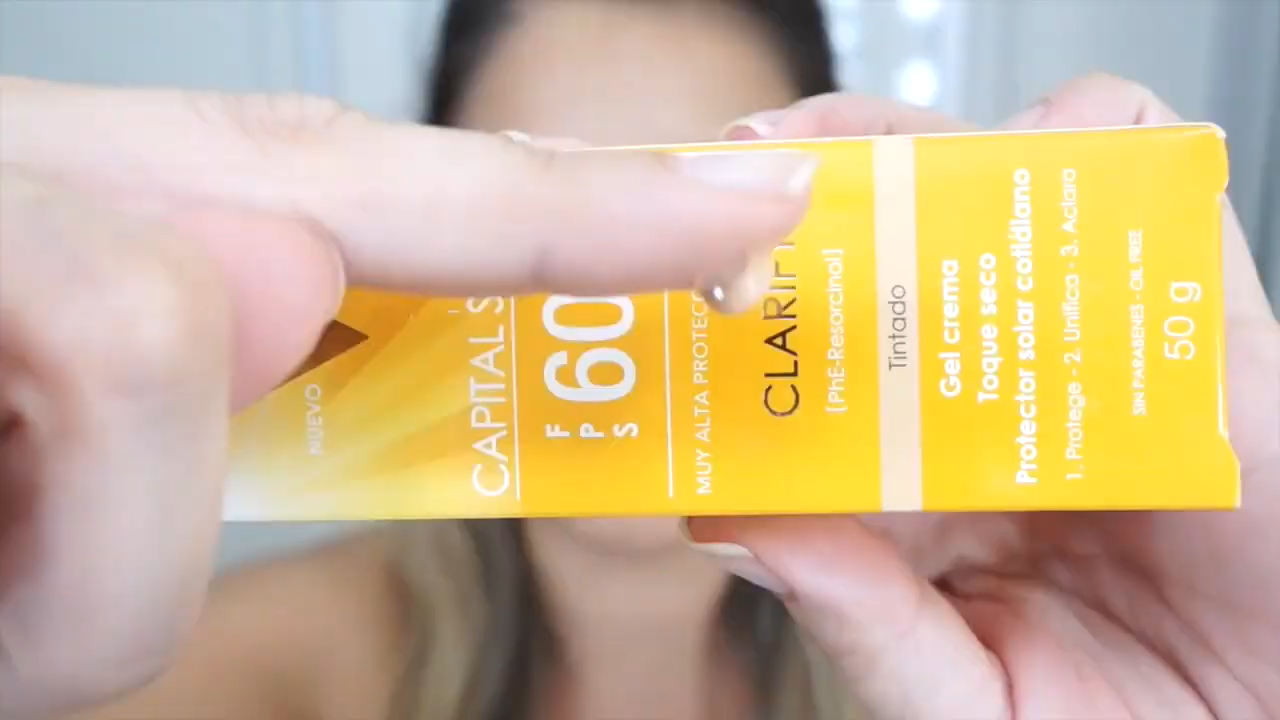 NUEVO
CAPITAL S
FPS
60
MUY ALTA PROTECC
CLARIF
[PhE-Resorcinol]
Tintado
Gel crema
Toque seco
Protector solar cotidiano
1. Protege - 2. Unifica - 3. Aclara
SIN PARABENES - OIL FREE
50 g